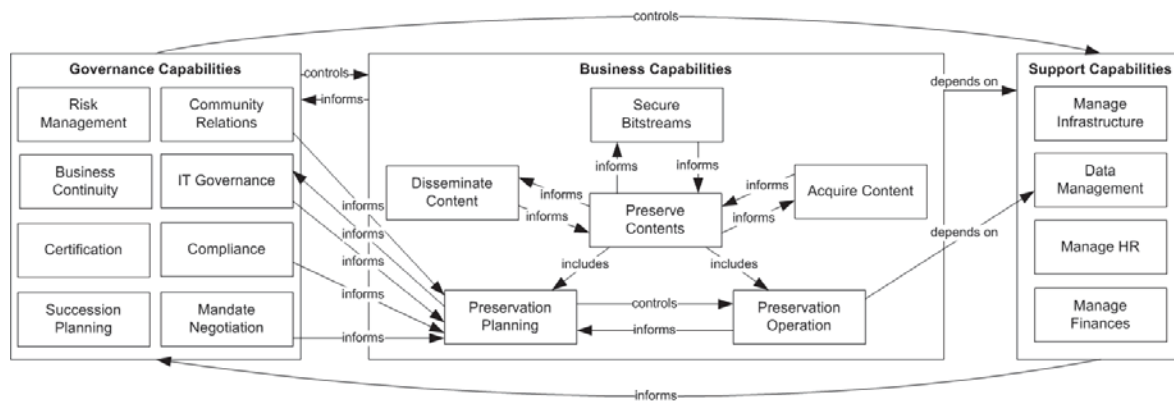 controls
Governance Capabilities
Risk
Management
Community
Relations
Business
Continuity
IT Governance
Certification
Compliance
Succession
Planning
Mandate
Negotiation
controls
informs
informs
informs
informs
informs
informs
Business Capabilities
Secure
Bitstreams
informs
informs
Disseminate
Content
informs
informs
Preserve
Contents
informs
informs
Acquire Content
includes
includes
Preservation
Planning
controls
informs
Preservation
Operation
depends on
depends on
Support Capabilities
Manage
Infrastructure
Data
Management
Manage HR
Manage
Finances
informs